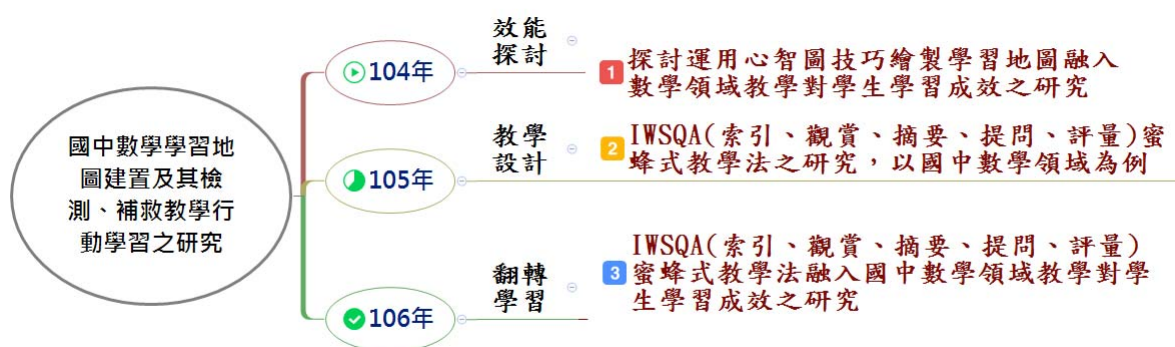 國中數學學習地
圖建置及其檢
測、補救教學行
動學習之研究
104年
效能
探討
1
探討運用心智圖技巧繪製學習地圖融入
數學領域教學對學生學習成效之研究
105年
教學
設計
2
IWSQA(索引、觀賞、摘要、提問、評量)蜜
蜂式教學法之研究，以國中數學領域為例
106年
翻轉
學習
3
IWSQA(索引、觀賞、摘要、提問、評量)
蜜蜂式教學法融入國中數學領域教學對學
生學習成效之研究